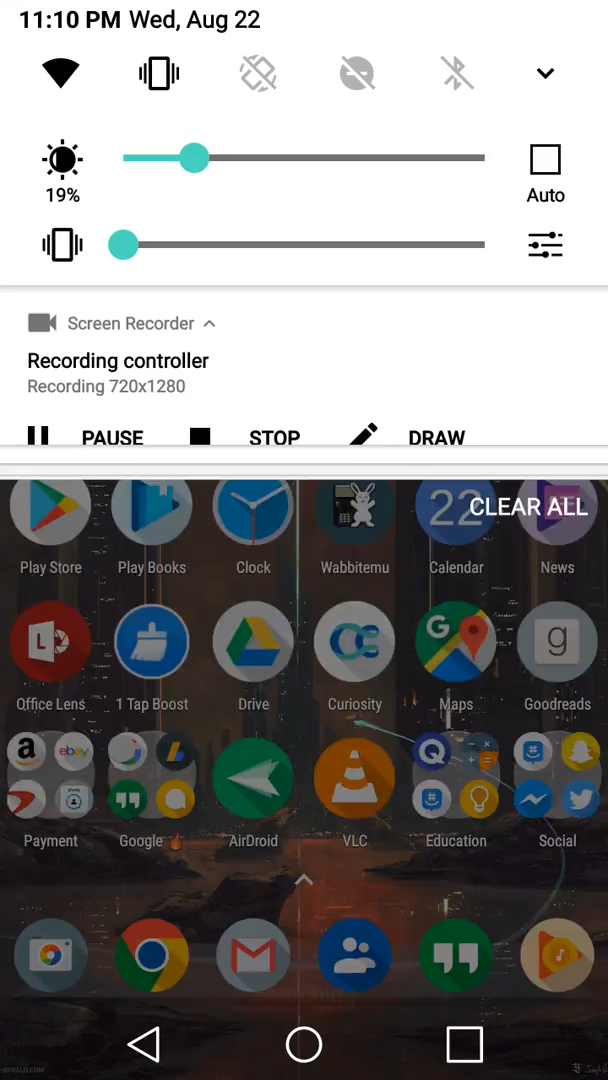 11:10 PM Wed, Aug 22
19%
Auto
Screen Recorder
Recording controller
Recording 720x1280
PAUSE STOP DRAW
CLEAR ALL
22
Play Store Play Books Clock Wabbitemu Calendar News
L G g
Office Lens 1 Tap Boost Drive Curiosity Maps Goodreads
a ebay Q
Payment Google AirDroid VLC Education Social